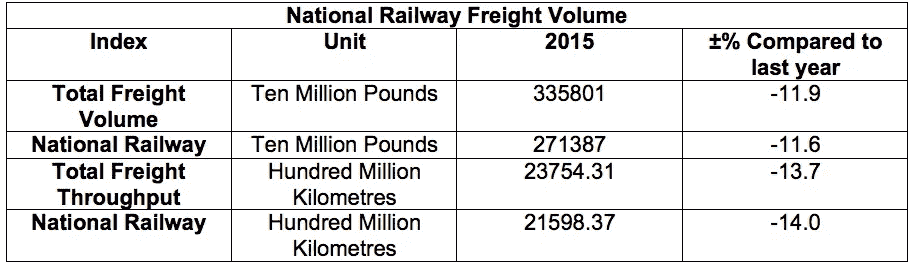 National Railway Freight Volume
Index Unit 2015 ±% Compared to
last year
Total Freight Ten Million Pounds 335801 -11.9
Volume
National Railway Ten Million Pounds 271387 -11.6
Total Freight Hundred Million 23754.31 -13.7
Throughput Kilometres
National Railway Hundred Million 21598.37 -14.0
Kilometres